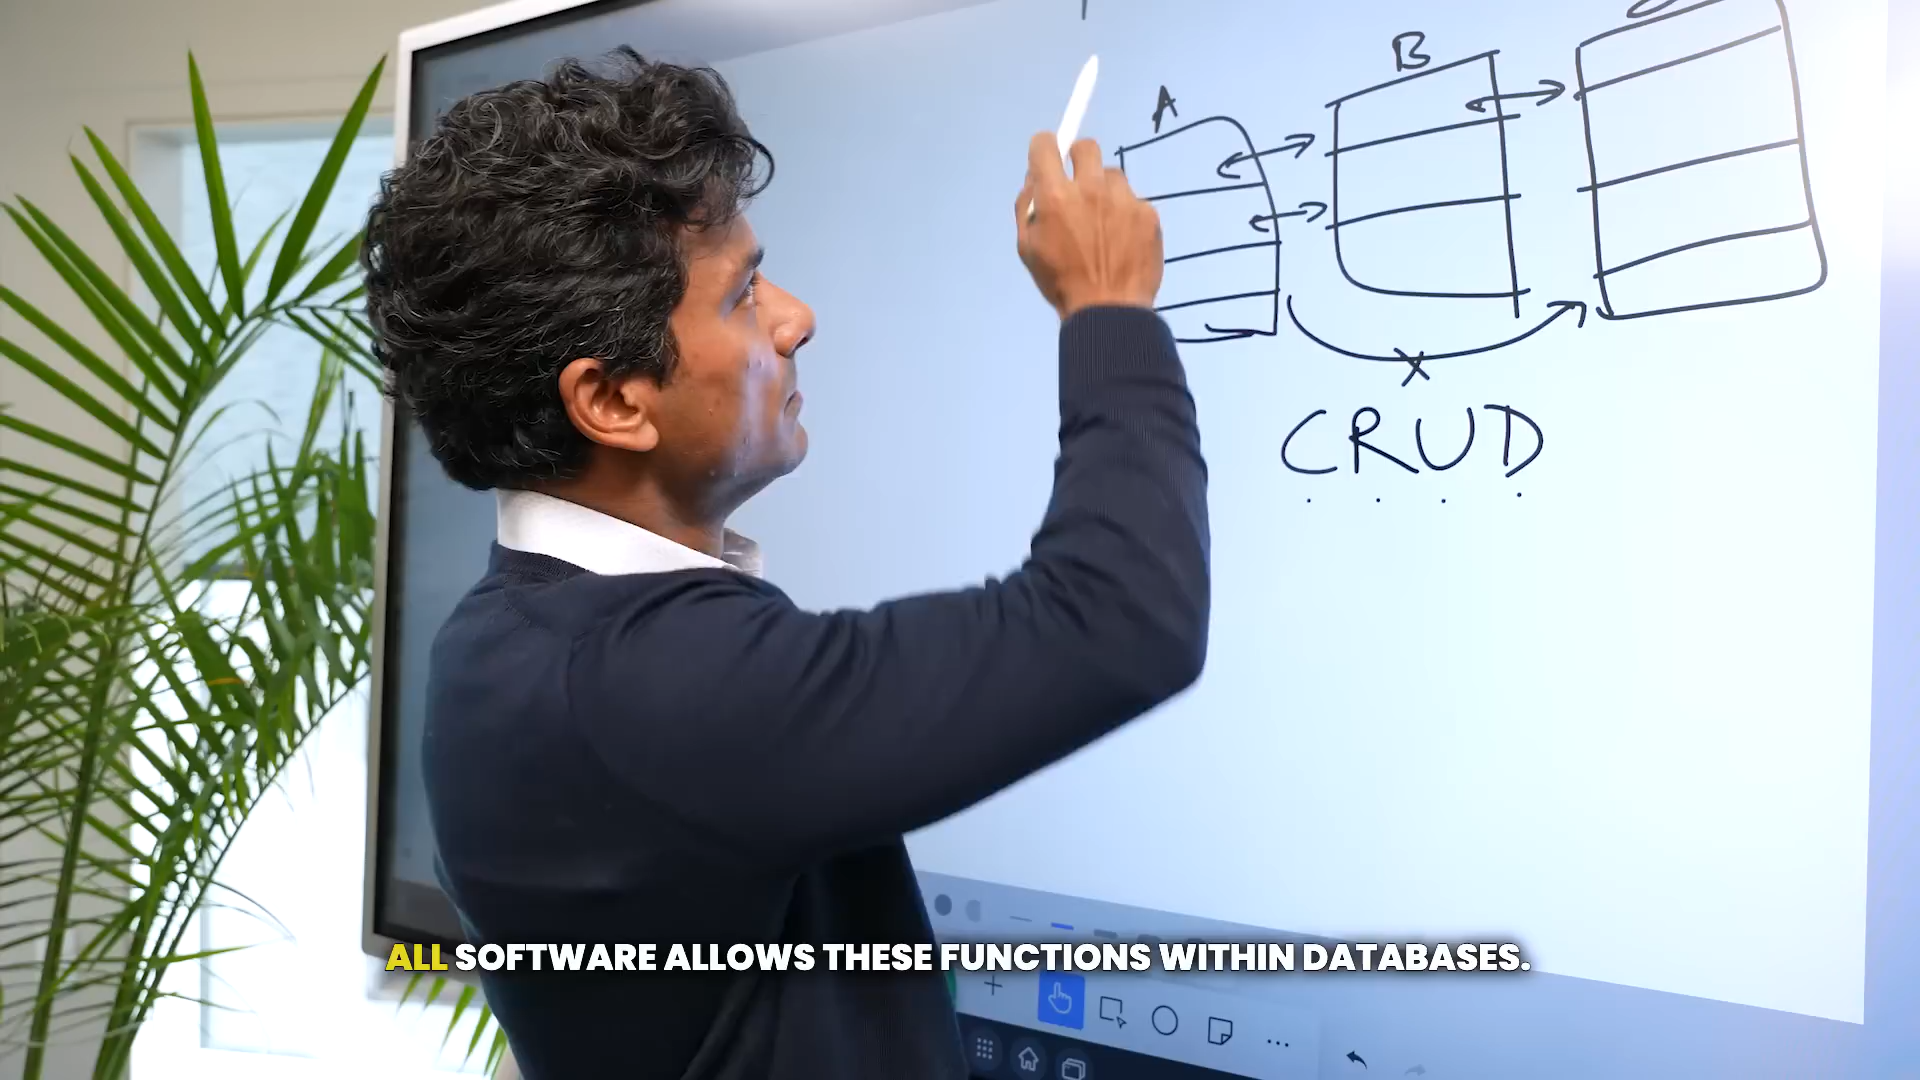 A
B
CRUD
ALL SOFTWARE ALLOWS THESE FUNCTIONS WITHIN DATABASES.